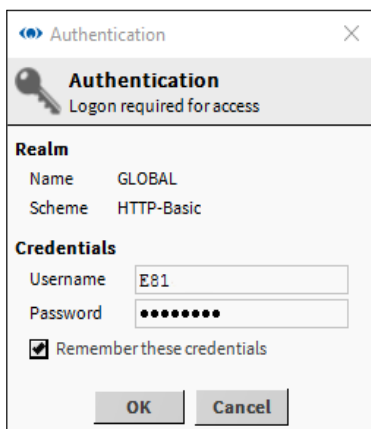 Authentication
Authentication
Logon required for access
Realm
Name GLOBAL
Scheme HTTP-Basic
Credentials
Username E81
Password ●●●●●●●●
Remember these credentials
OK Cancel